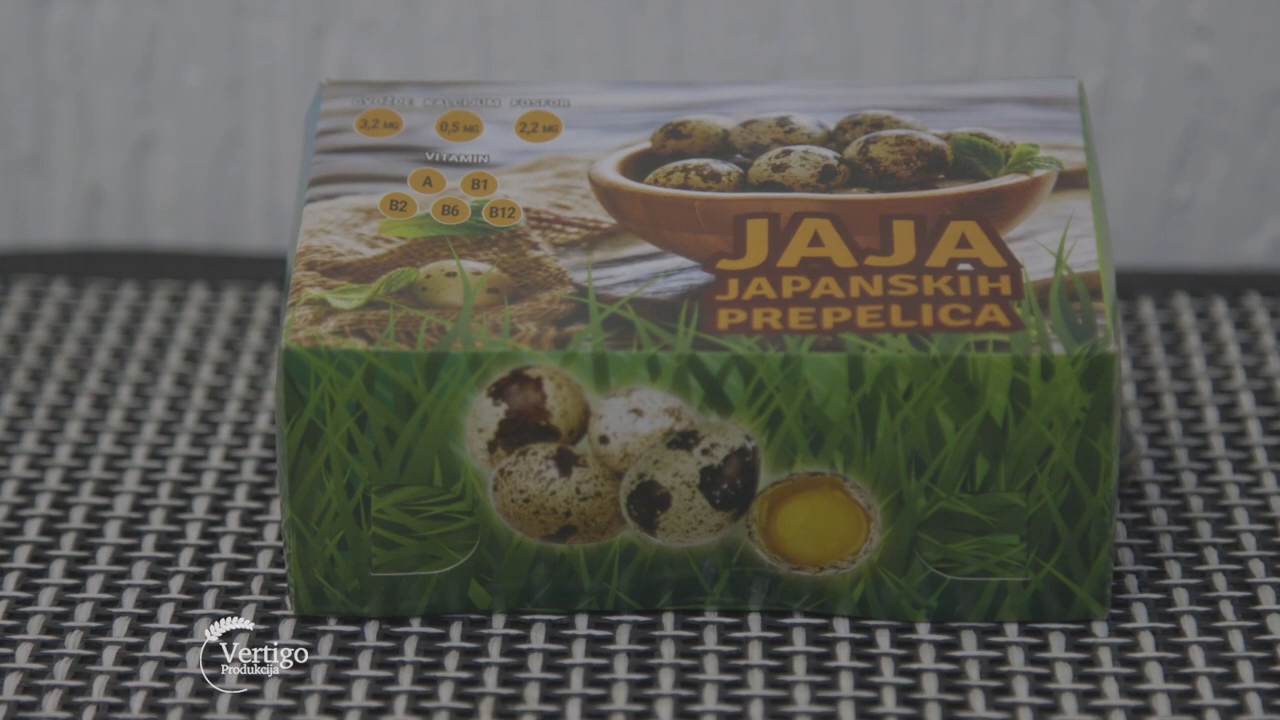 GVOŽĐE KALCIJUM FOSFOR
3,2 MG 0,5 MG 2,2 MG
VITAMIN
A B1
B2 B6 B12
JAJA
JAPANSKIH
PREPELICA
Vertigo
Produkcija